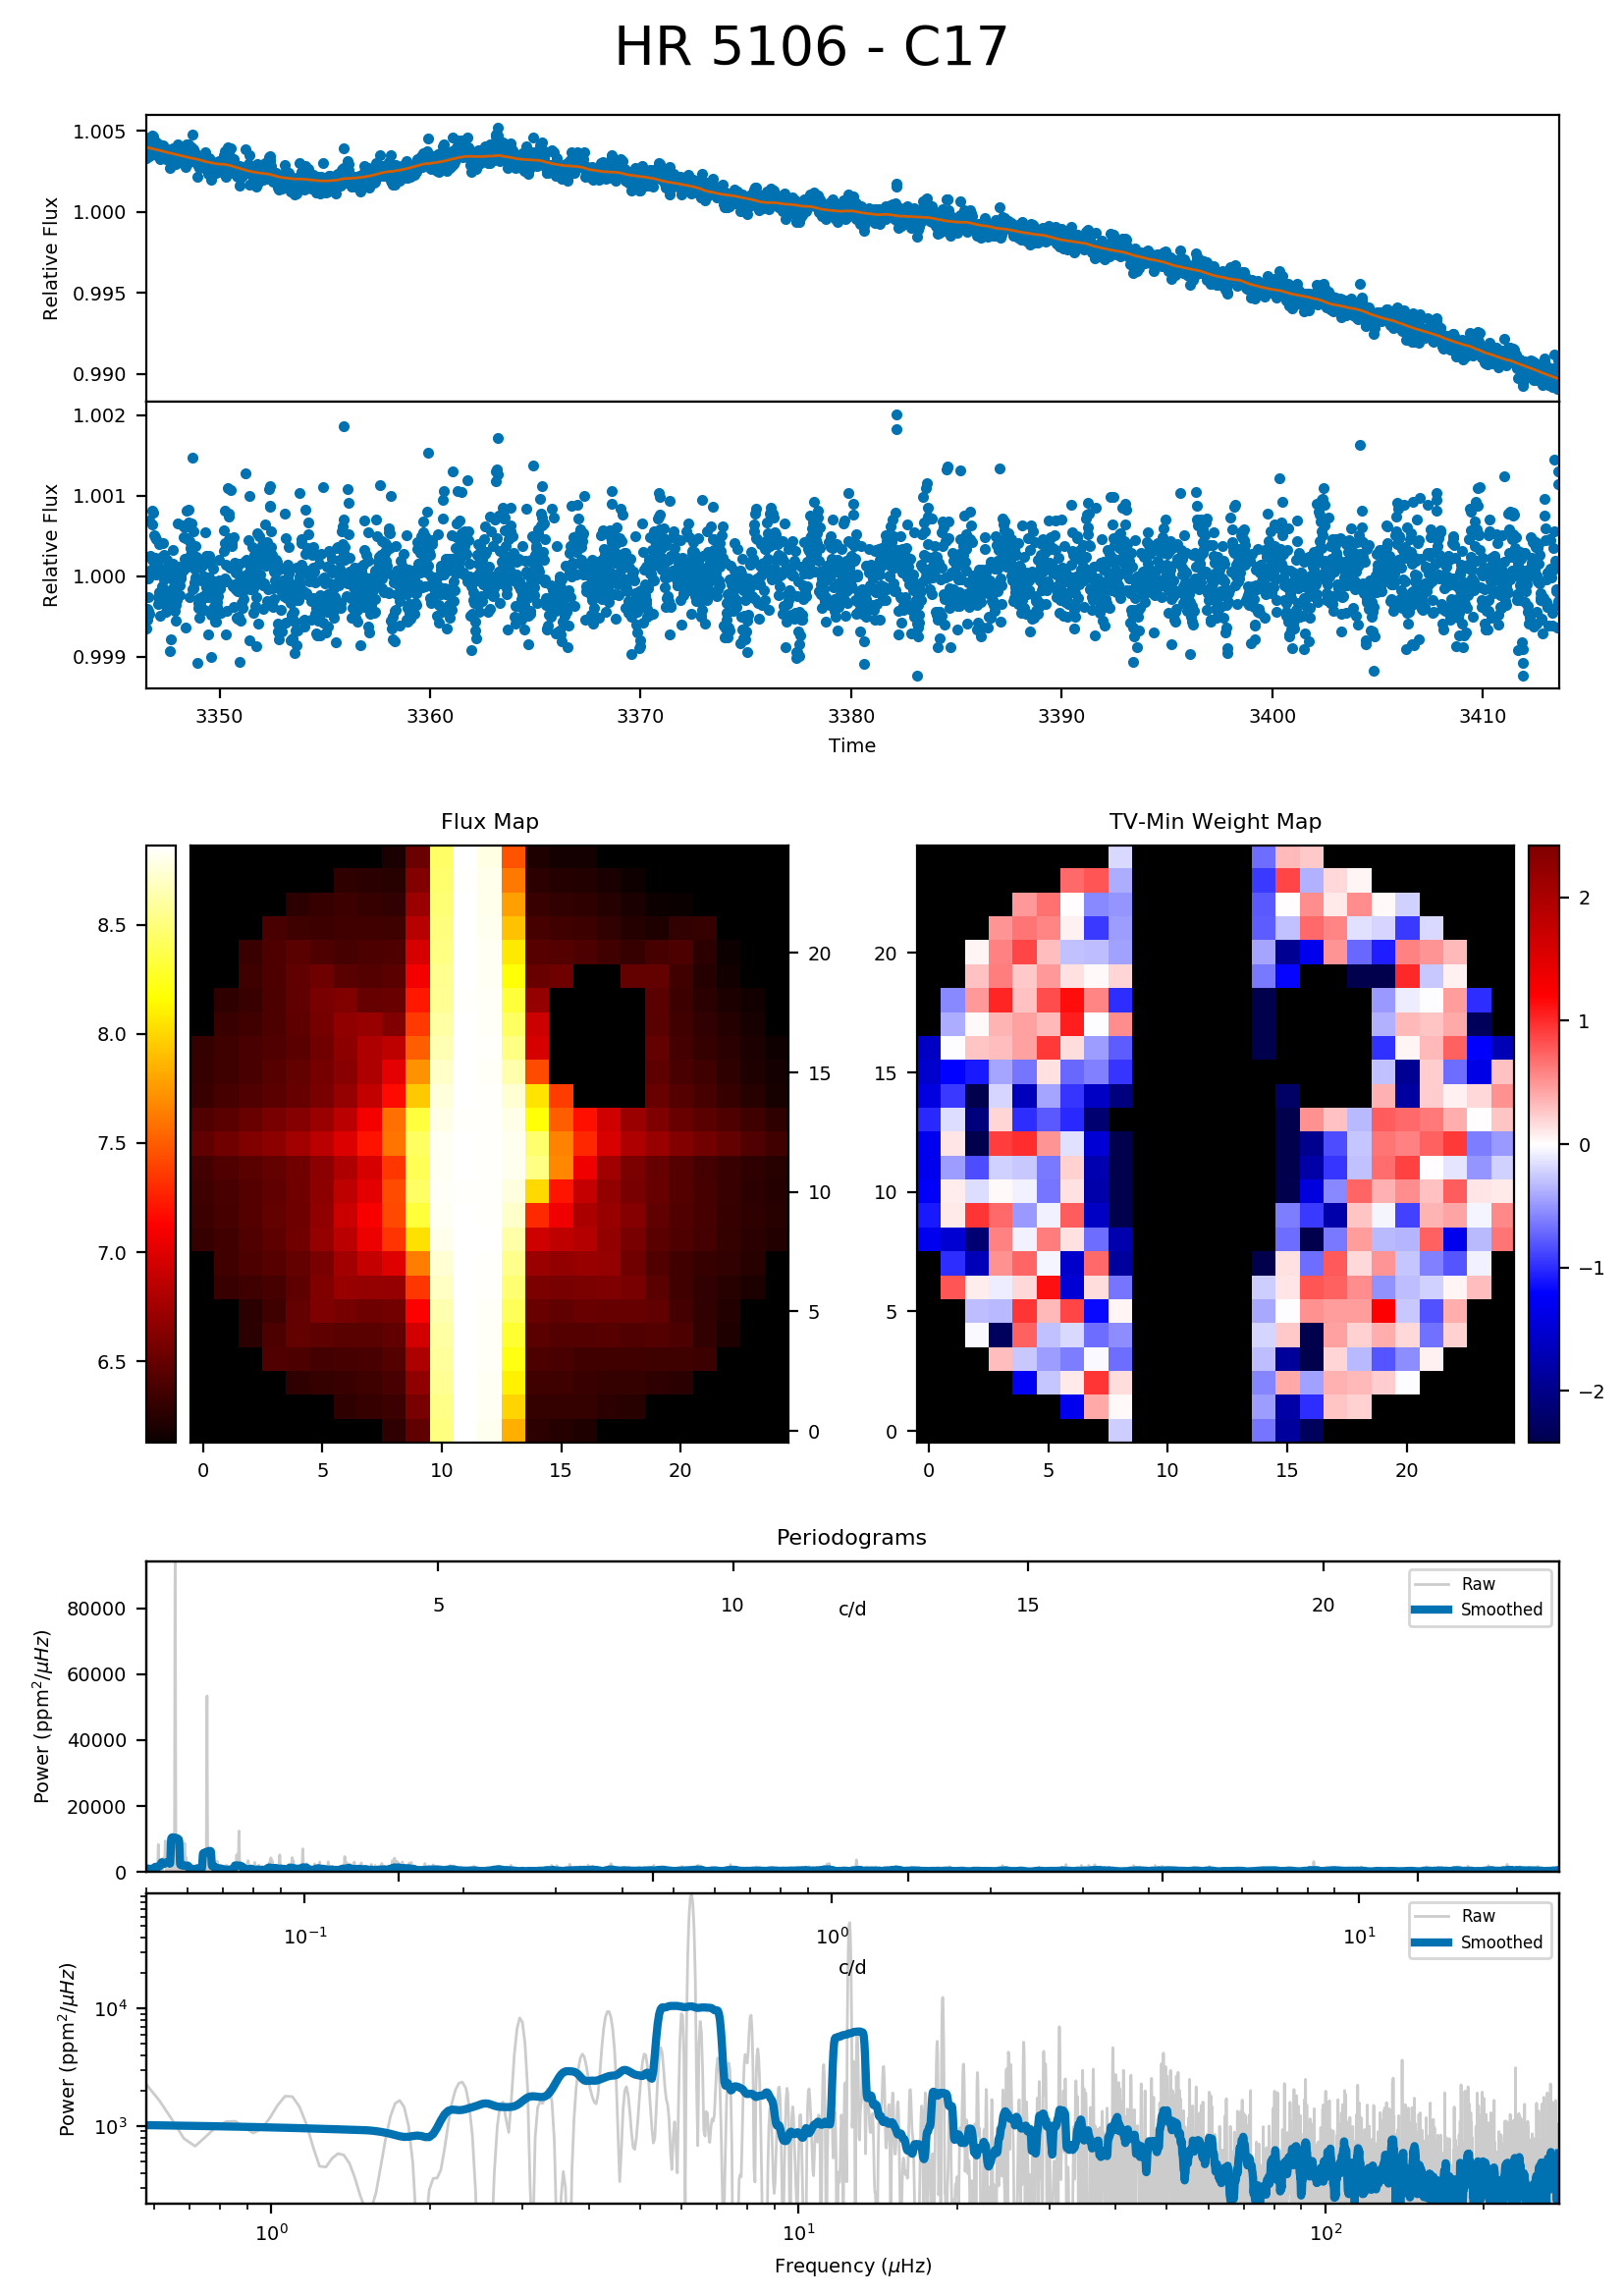 HR 5106 - C17
1.005
1.000
0.995
0.990
Relative Flux
1.002
1.001
1.000
0.999
Relative Flux
3350 3360 3370 3380 3390 3400 3410
Time
Flux Map
8.5
8.0
7.5
7.0
6.5
20
15
10
5
0
0 5 10 15 20
TV-Min Weight Map
20
15
10
5
0
0 5 10 15 20
2
1
0
−1
−2
Periodograms
80000
60000
40000
20000
0
Power (ppm²/μHz)
5 10 15 20
c/d
Raw
Smoothed
10⁻¹ 10⁰ 10¹
c/d
Raw
Smoothed
10⁴
10³
Power (ppm²/μHz)
10⁰ 10¹ 10²
Frequency (μHz)